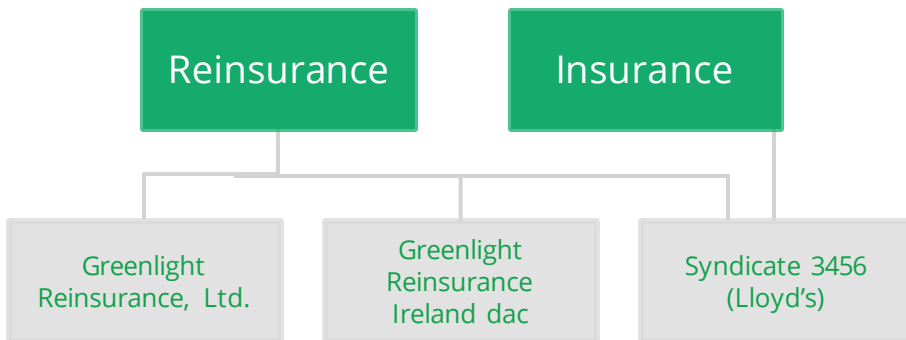 Reinsurance
Insurance
Greenlight
Reinsurance, Ltd.
Greenlight
Reinsurance
Ireland dac
Syndicate 3456
(Lloyd’s)